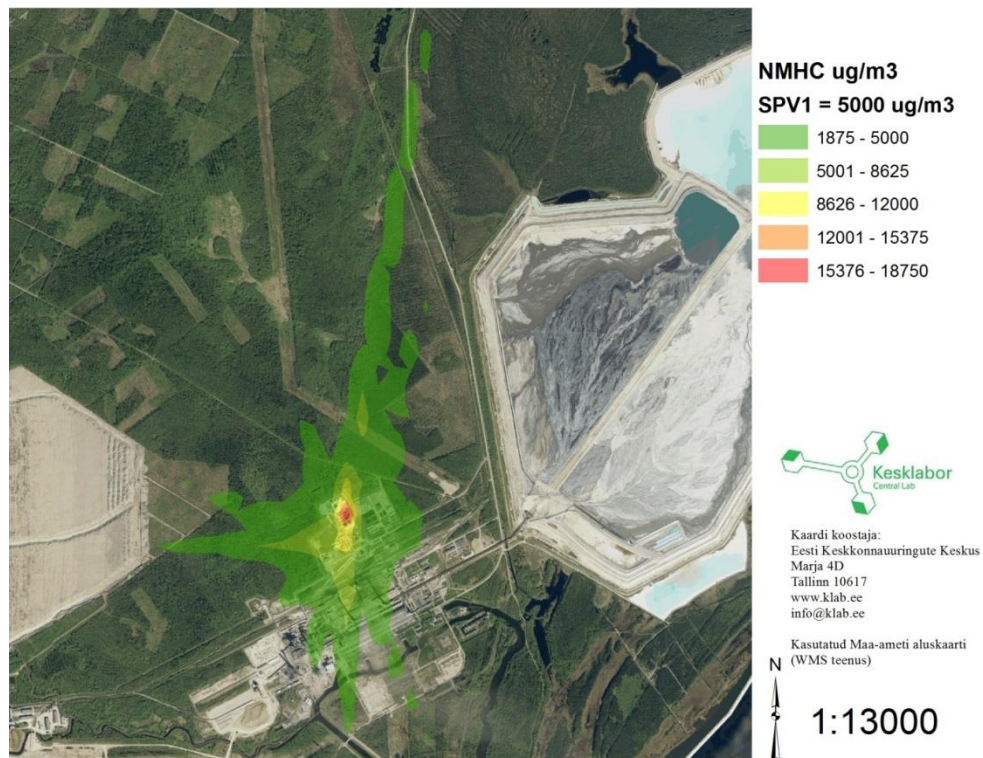 NMHC ug/m3
SPV1 = 5000 ug/m3
1875 - 5000
5001 - 8625
8626 - 12000
12001 - 15375
15376 - 18750
Kesklabor
Central Lab
Kaardi koostaja:
Eesti Keskkonnauuringute Keskus
Marja 4D
Tallinn 10617
www.klab.ee
info@klab.ee
Kasutatud Maa-ameti aluskaarti
(WMS teenus)
N
1:13000